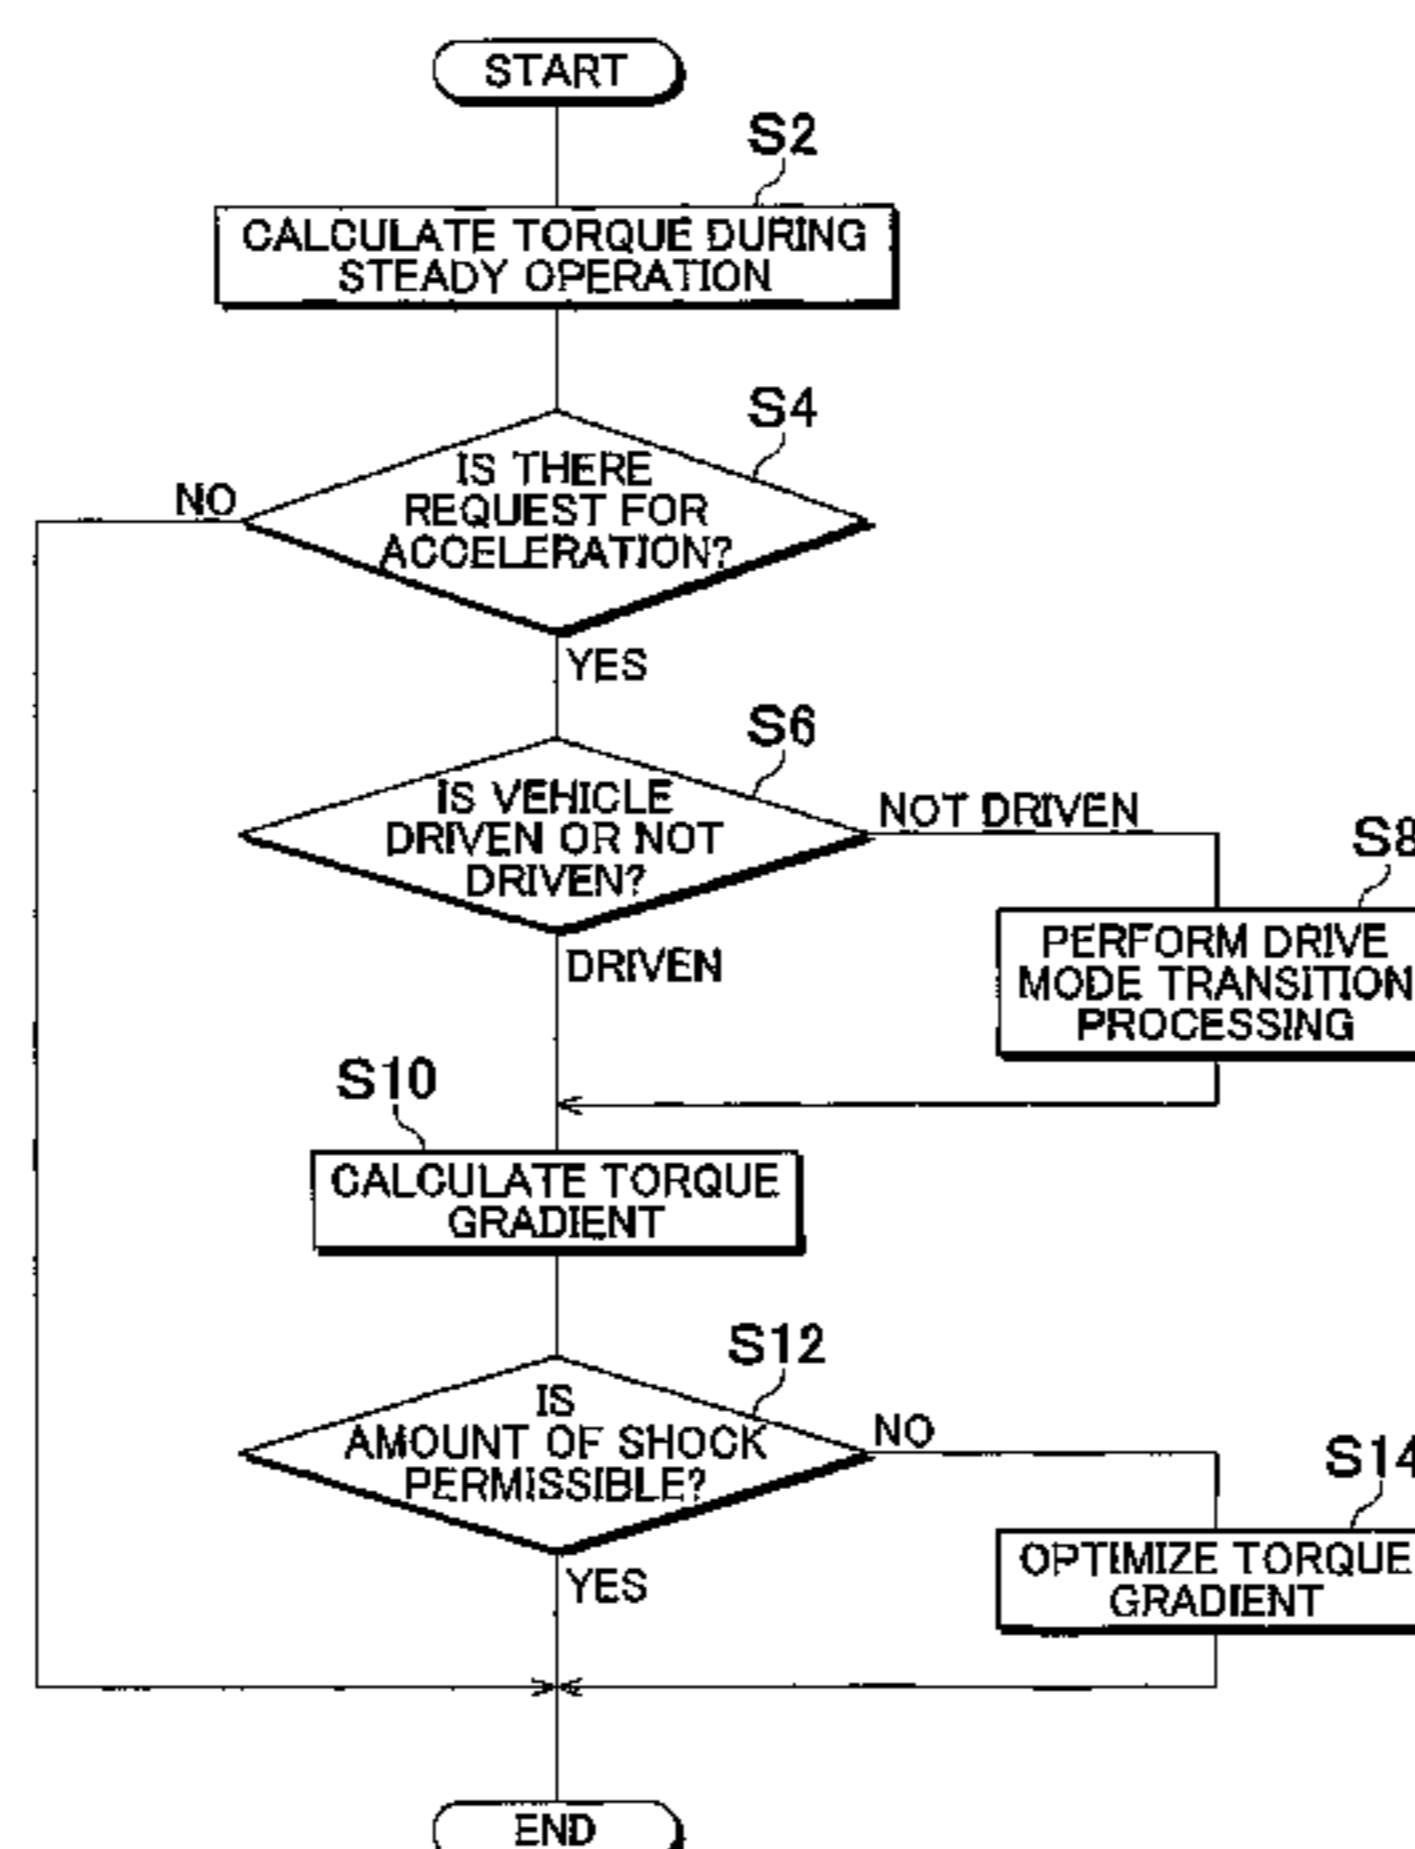 START
S2
CALCULATE TORQUE DURING
STEADY OPERATION
S4
IS THERE
REQUEST FOR
ACCELERATION?
NO
YES
S6
IS VEHICLE
DRIVEN OR NOT
DRIVEN?
NOT DRIVEN
S8
PERFORM DRIVE
MODE TRANSITION
PROCESSING
DRIVEN
S10
CALCULATE TORQUE
GRADIENT
S12
IS
AMOUNT OF SHOCK
PERMISSIBLE?
NO
S14
OPTIMIZE TORQUE
GRADIENT
YES
END